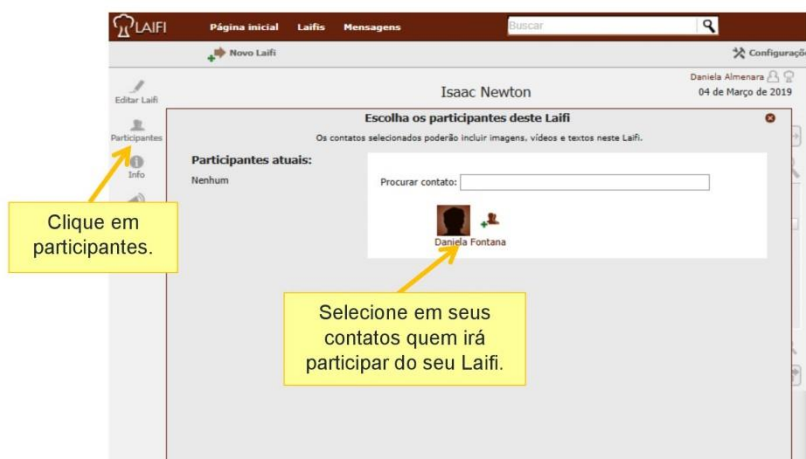 LAIFI
Página inicial Laifis Mensagens Buscar
Novo Laifi Configuraçõ
Daniela Almenara
Editar Laifi Isaac Newton 04 de Março de 2019
Escolha os participantes deste Laifi
Participantes Os contatos selecionados poderão incluir imagens, vídeos e textos neste Laifi.
Participantes atuais:
Info Nenhum Procurar contato:
Clique em
participantes.
Daniela Fontana
Selecione em seus
contatos quem irá
participar do seu Laifi.